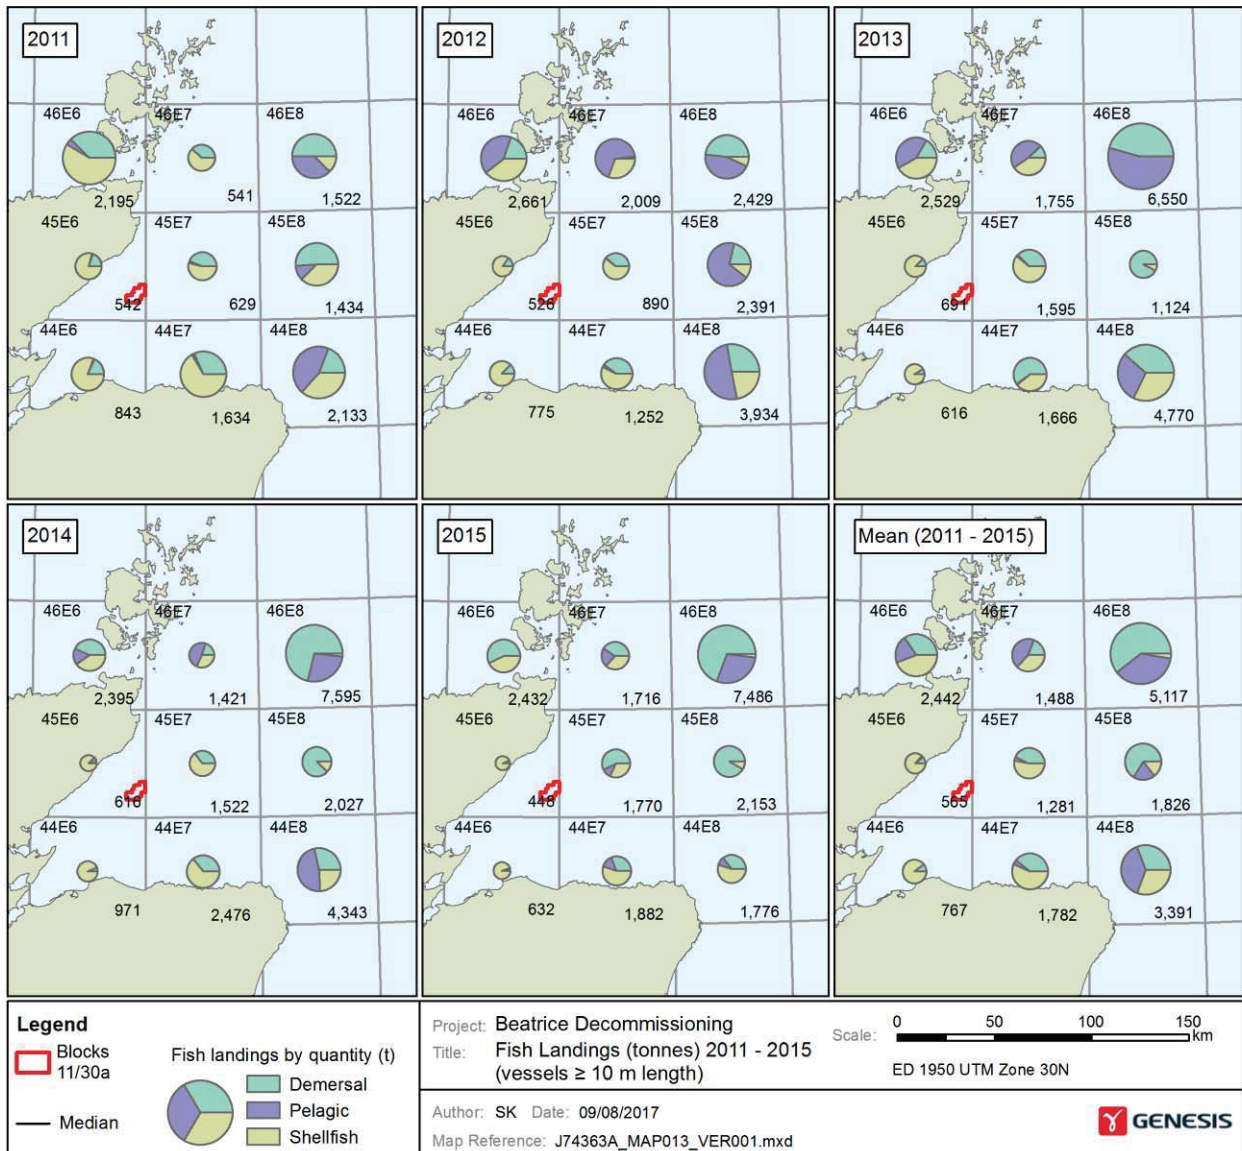 2011
46E6
46E7
46E8
2,195
541
1,522
45E6
45E7
45E8
542
629
1,434
44E6
44E7
44E8
843
1,634
2,133
2012
46E6
46E7
46E8
2,661
2,009
2,429
45E6
45E7
45E8
526
890
2,391
44E6
44E7
44E8
775
1,252
3,934
2013
46E6
46E7
46E8
2,529
1,755
6,550
45E6
45E7
45E8
691
1,595
1,124
44E6
44E7
44E8
616
1,666
4,770
2014
46E6
46E7
46E8
2,395
1,421
7,595
45E6
45E7
45E8
616
1,522
2,027
44E6
44E7
44E8
971
2,476
4,343
2015
46E6
46E7
46E8
2,432
1,716
7,486
45E6
45E7
45E8
448
1,770
2,153
44E6
44E7
44E8
632
1,882
1,776
Mean (2011 - 2015)
46E6
46E7
46E8
2,442
1,488
5,117
45E6
45E7
45E8
565
1,281
1,826
44E6
44E7
44E8
767
1,782
3,391
Legend
Blocks
11/30a
Median
Fish landings by quantity (t)
Demersal
Pelagic
Shellfish
Project: Beatrice Decommissioning
Title: Fish Landings (tonnes) 2011 - 2015
(vessels ≥ 10 m length)
Scale: 0 50 100 150
km
ED 1950 UTM Zone 30N
Author: SK Date: 09/08/2017
Map Reference: J74363A_MAP013_VER001.mxd
GENESIS